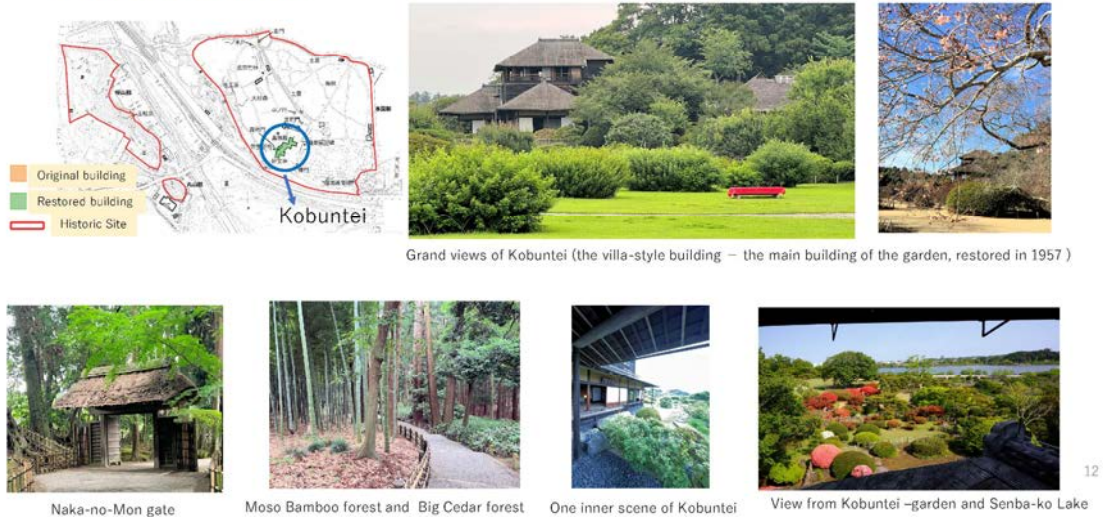 Original building
Restored building
Historic Site
Kobuntei
Grand views of Kobuntei (the villa-style building – the main building of the garden, restored in 1957 )
Naka-no-Mon gate
Moso Bamboo forest and Big Cedar forest
One inner scene of Kobuntei
View from Kobuntei –garden and Senba-ko Lake
12